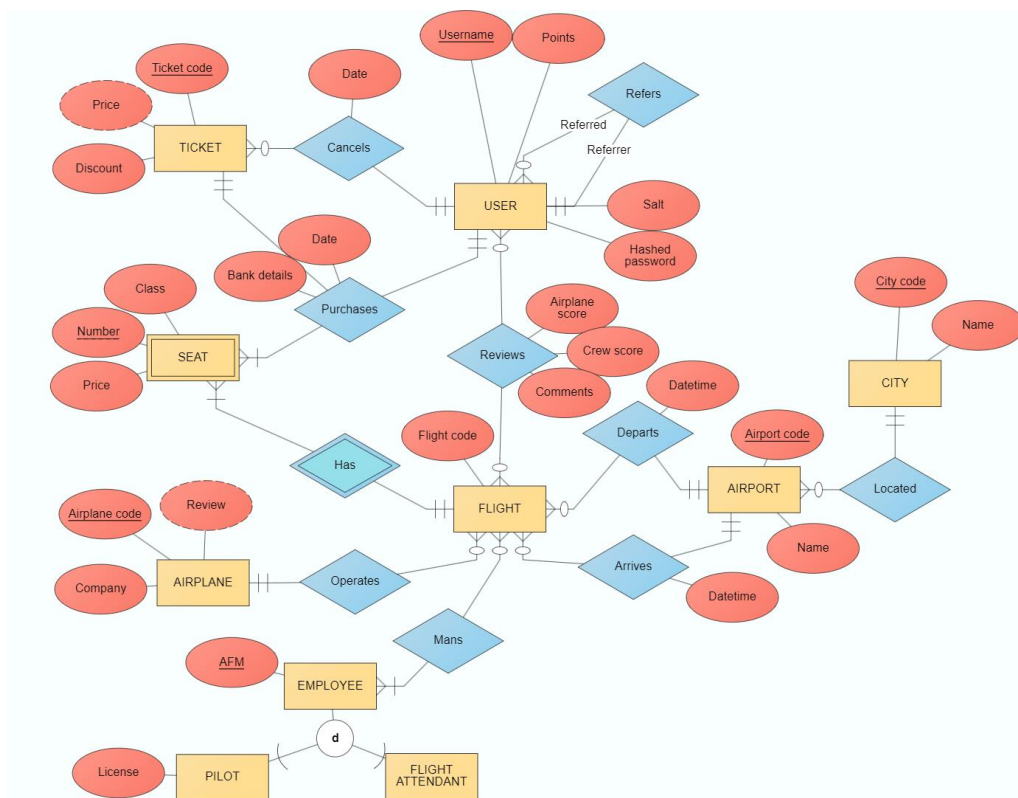 Username
Points
Ticket code
Date
Refers
Price
Referred
TICKET
Cancels
Referrer
Discount
USER
Salt
Date
Hashed
password
Bank details
Class
Purchases
Airplane
score
City code
Number
Name
SEAT
Reviews
Crew score
Price
Comments
Datetime
CITY
Flight code
Departs
Airport code
Has
AIRPORT
Located
Review
FLIGHT
Airplane code
Name
AIRPLANE
Operates
Arrives
Company
Datetime
Mans
AFM
EMPLOYEE
d
License
PILOT
FLIGHT
ATTENDANT